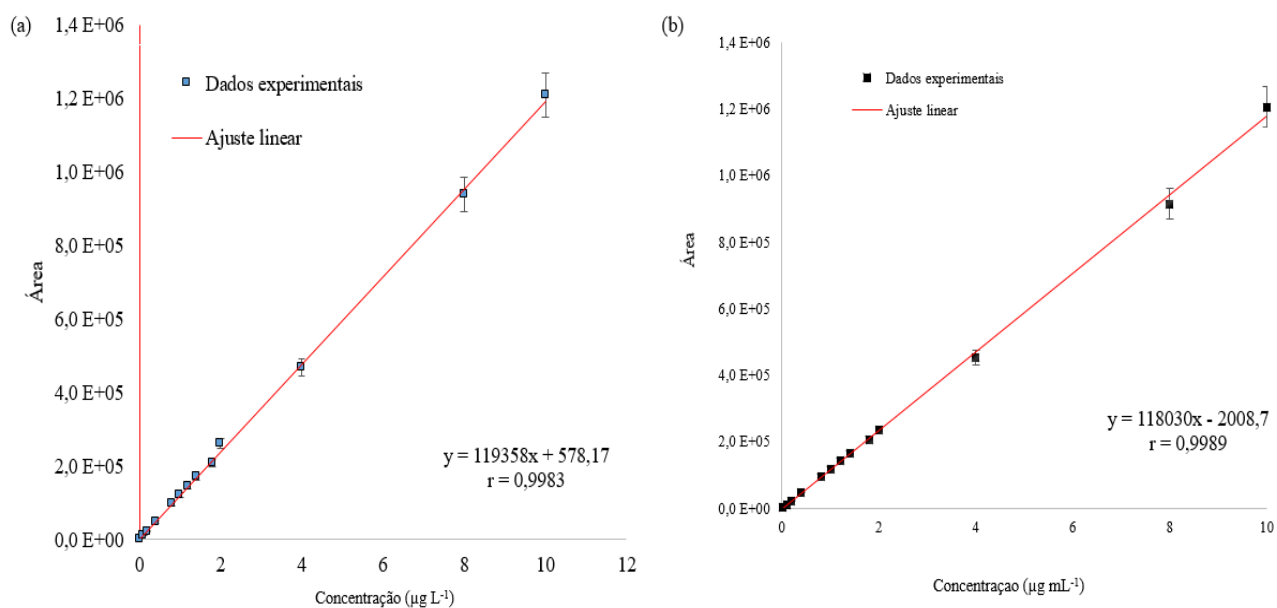 (a)
1,4 E+06
1,2 E+06
1,0 E+06
8,0 E+05
6,0 E+05
4,0 E+05
2,0 E+05
0,0 E+00
Área
Dados experimentais
Ajuste linear
y = 119358x + 578,17
r = 0,9983
0 2 4 6 8 10 12
Concentração (µg L⁻¹)
(b)
1,4 E+06
1,2 E+06
1,0 E+06
8,0 E+05
6,0 E+05
4,0 E+05
2,0 E+05
0,0 E+00
Área
Dados experimentais
Ajuste linear
y = 118030x - 2008,7
r = 0,9989
0 2 4 6 8 10
Concentraçao (µg mL⁻¹)